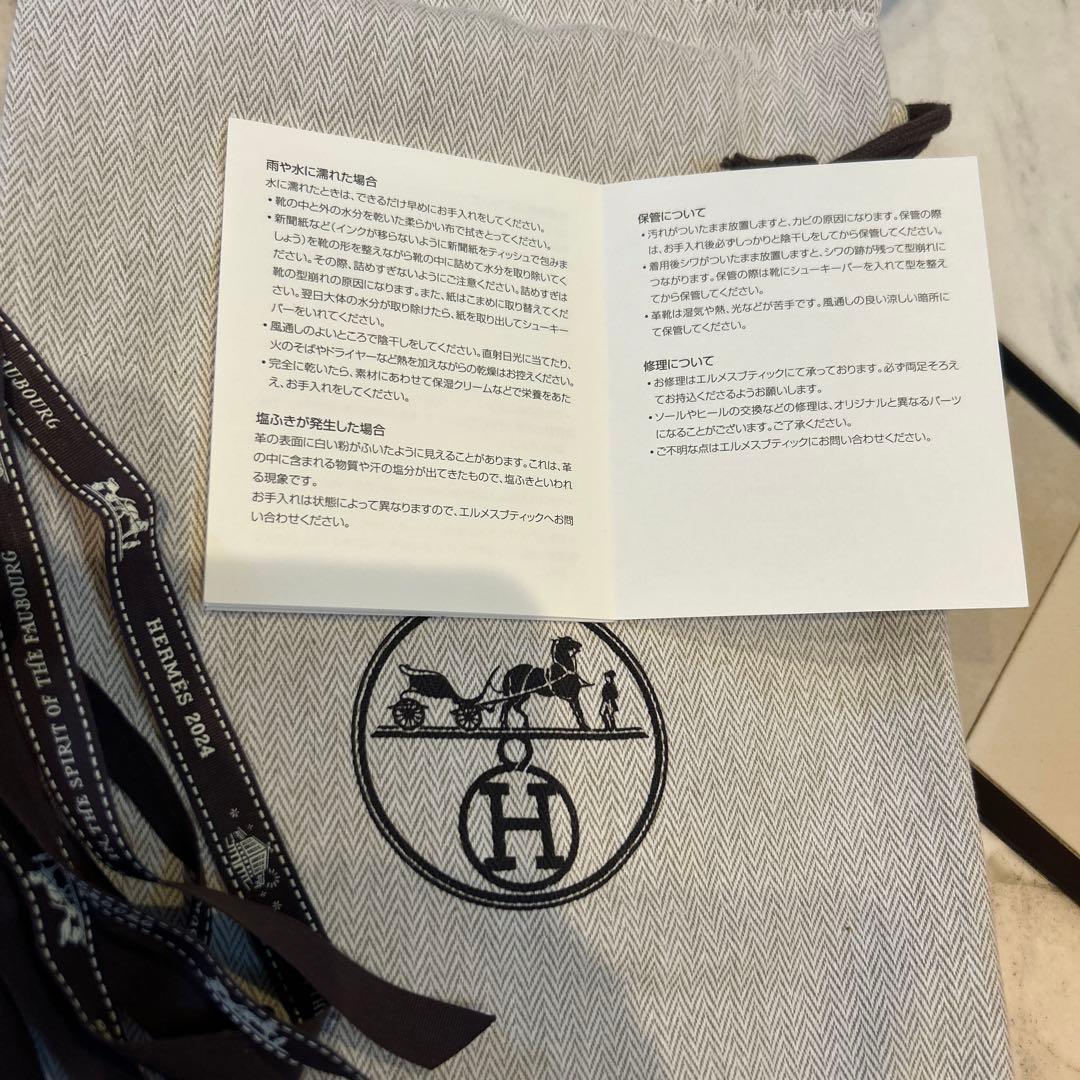 雨や水に濡れた場合
水に濡れたときは、できるだけ早めにお手入れをしてください。
• 靴の中と外の水分を乾いた柔らかい布で拭きとってください。
• 新聞紙など(インクが移らないように新聞紙をティッシュで包みま
しょう)を靴の形を整えながら靴の中に詰めて水分を取り除いてく
ださい。その際、詰めすぎないようにご注意ください。詰めすぎは
靴の型崩れの原因になります。また、紙はこまめに取り替えてくだ
さい。翌日大体の水分が取り除けたら、紙を取り出してシューキー
パーをいれてください。
• 風通しのよいところで陰干しをしてください。直射日光に当てたり、
火のそばやドライヤーなど熱を加えながらの乾燥はお控えください。
• 完全に乾いたら、素材にあわせて保湿クリームなどで栄養をあた
え、お手入れをしてください。
塩ふきが発生した場合
革の表面に白い粉がふいたように見えることがあります。これは、革
の中に含まれる物質や汗の塩分が出てきたもので、塩ふきといわれ
る現象です。
お手入れは状態によって異なりますので、エルメスブティックへお問
い合わせください。
保管について
• 汚れがついたまま放置しますと、カビの原因になります。保管の際
は、お手入れ後必ずしっかりと陰干しをしてから保管してください。
• 着用後シワがついたまま放置しますと、シワの跡が残って型崩れに
つながります。保管の際は靴にシューキーパーを入れて型を整え
てから保管してください。
• 革靴は湿気や熱、光などが苦手です。風通しの良い涼しい暗所に
て保管してください。
修理について
• お修理はエルメスブティックにて承っております。必ず両足そろえ
てお持込くださるようお願いします。
• ソールやヒールの交換などの修理は、オリジナルと異なるパーツ
になることがございます。ご了承ください。
• ご不明な点はエルメスブティックにお問い合わせください。
FAUBOURG
HERMÈS 2024
IN THE SPIRIT OF THE FAUBOURG
H